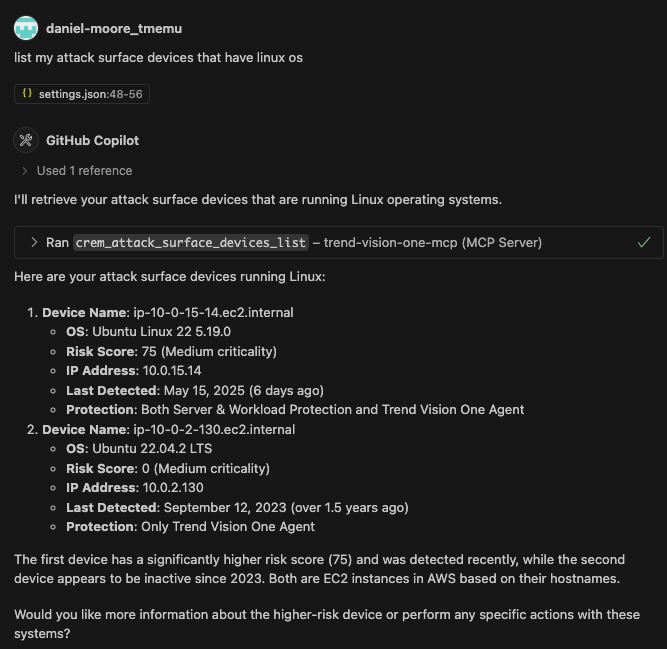 daniel-moore_tmemu
list my attack surface devices that have linux os
{} settings.json:48-56
GitHub Copilot
Used 1 reference
I'll retrieve your attack surface devices that are running Linux operating systems.
Ran crem_attack_surface_devices_list – trend-vision-one-mcp (MCP Server)
Here are your attack surface devices running Linux:
1. Device Name: ip-10-0-15-14.ec2.internal
OS: Ubuntu Linux 22 5.19.0
Risk Score: 75 (Medium criticality)
IP Address: 10.0.15.14
Last Detected: May 15, 2025 (6 days ago)
Protection: Both Server & Workload Protection and Trend Vision One Agent
2. Device Name: ip-10-0-2-130.ec2.internal
OS: Ubuntu 22.04.2 LTS
Risk Score: 0 (Medium criticality)
IP Address: 10.0.2.130
Last Detected: September 12, 2023 (over 1.5 years ago)
Protection: Only Trend Vision One Agent
The first device has a significantly higher risk score (75) and was detected recently, while the second
device appears to be inactive since 2023. Both are EC2 instances in AWS based on their hostnames.
Would you like more information about the higher-risk device or perform any specific actions with these
systems?